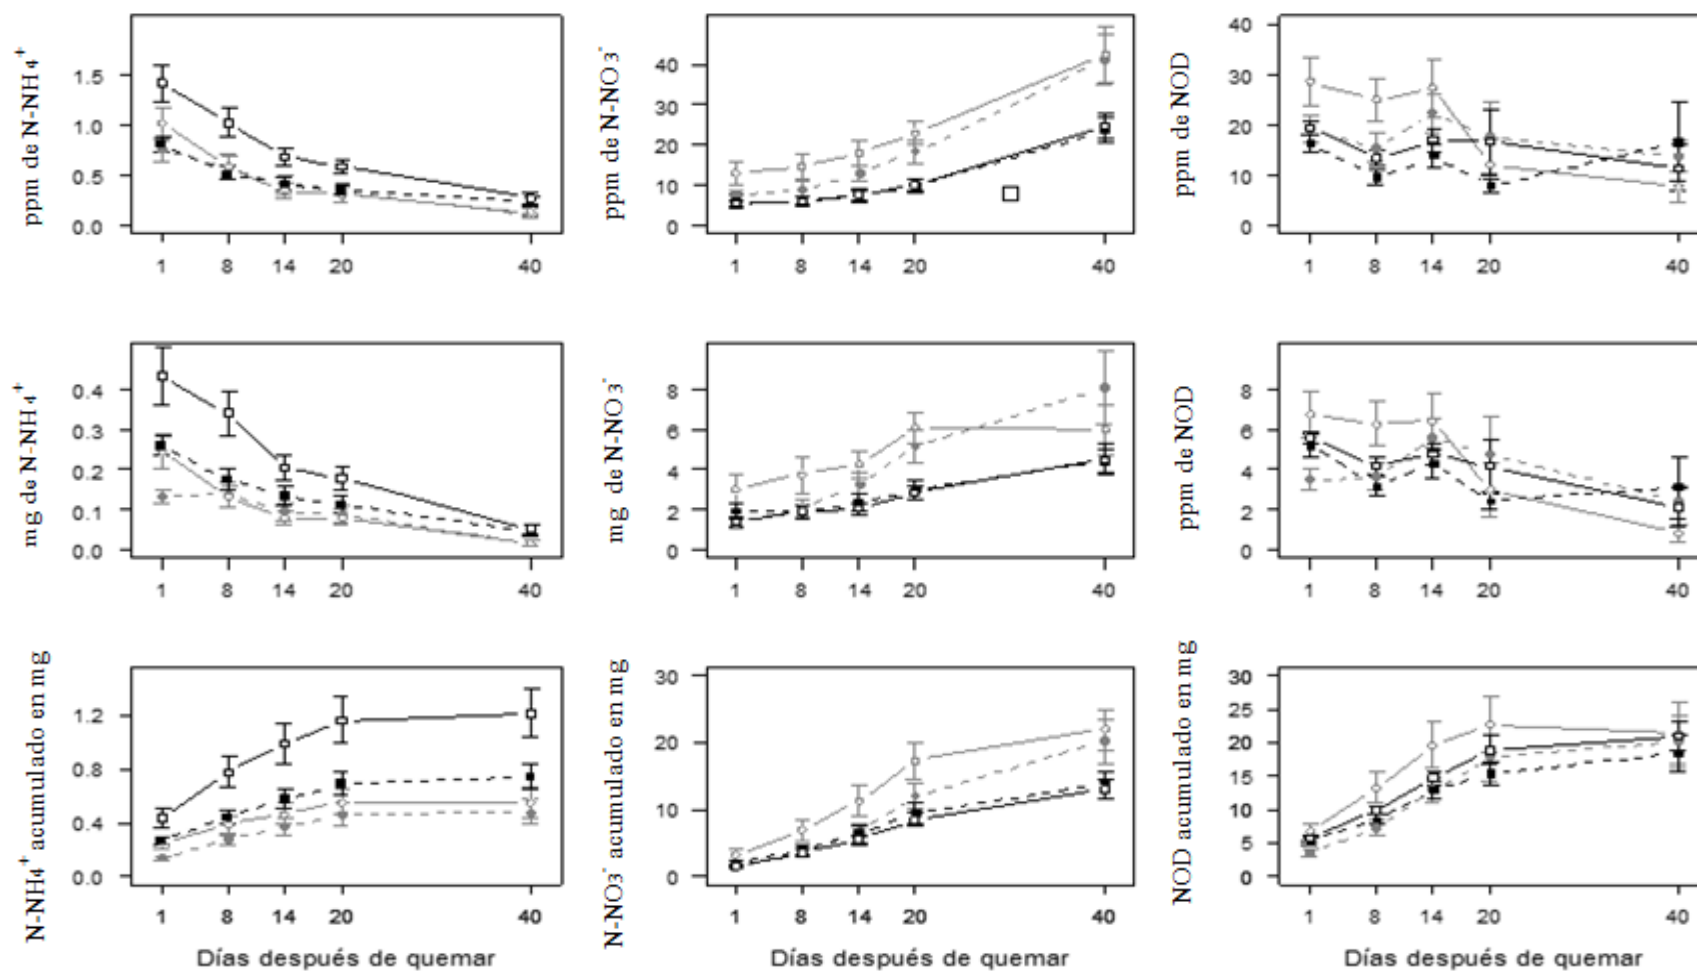 ppm de N-NH₄⁺
1.5
1.0
0.5
0.0
1 8 14 20 40
ppm de N-NO₃⁻
40
30
20
10
0
1 8 14 20 40
ppm de NOD
40
30
20
10
0
1 8 14 20 40
mg de N-NH₄⁺
0.4
0.3
0.2
0.1
0.0
1 8 14 20 40
mg de N-NO₃⁻
8
6
4
2
0
1 8 14 20 40
ppm de NOD
8
6
4
2
0
1 8 14 20 40
N-NH₄⁺ acumulado en mg
1.2
0.8
0.4
0.0
1 8 14 20 40
Días después de quemar
N-NO₃⁻ acumulado en mg
30
20
10
0
1 8 14 20 40
Días después de quemar
NOD acumulado en mg
30
25
20
15
10
5
0
1 8 14 20 40
Días después de quemar